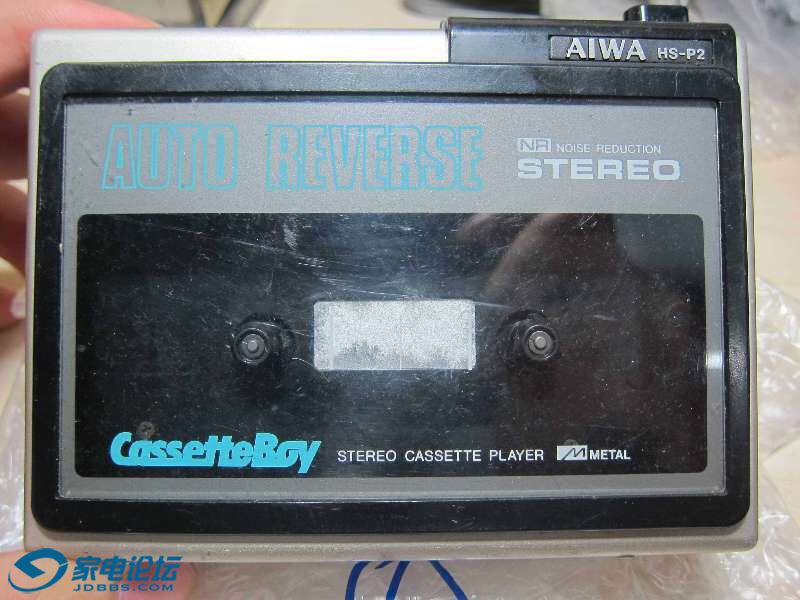 AIWA HS-P2
AUTO REVERSE
NR NOISE REDUCTION
STEREO
CassetteBoy STEREO CASSETTE PLAYER METAL
家电论坛
JDBBS.COM